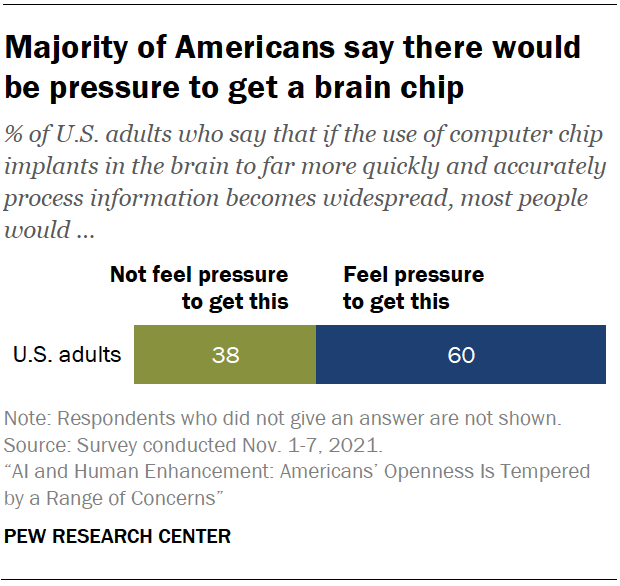 Majority of Americans say there would
be pressure to get a brain chip
% of U.S. adults who say that if the use of computer chip
implants in the brain to far more quickly and accurately
process information becomes widespread, most people
would ...
Not feel pressure
to get this
Feel pressure
to get this
U.S. adults
38
60
Note: Respondents who did not give an answer are not shown.
Source: Survey conducted Nov. 1-7, 2021.
“AI and Human Enhancement: Americans’ Openness Is Tempered
by a Range of Concerns”
PEW RESEARCH CENTER